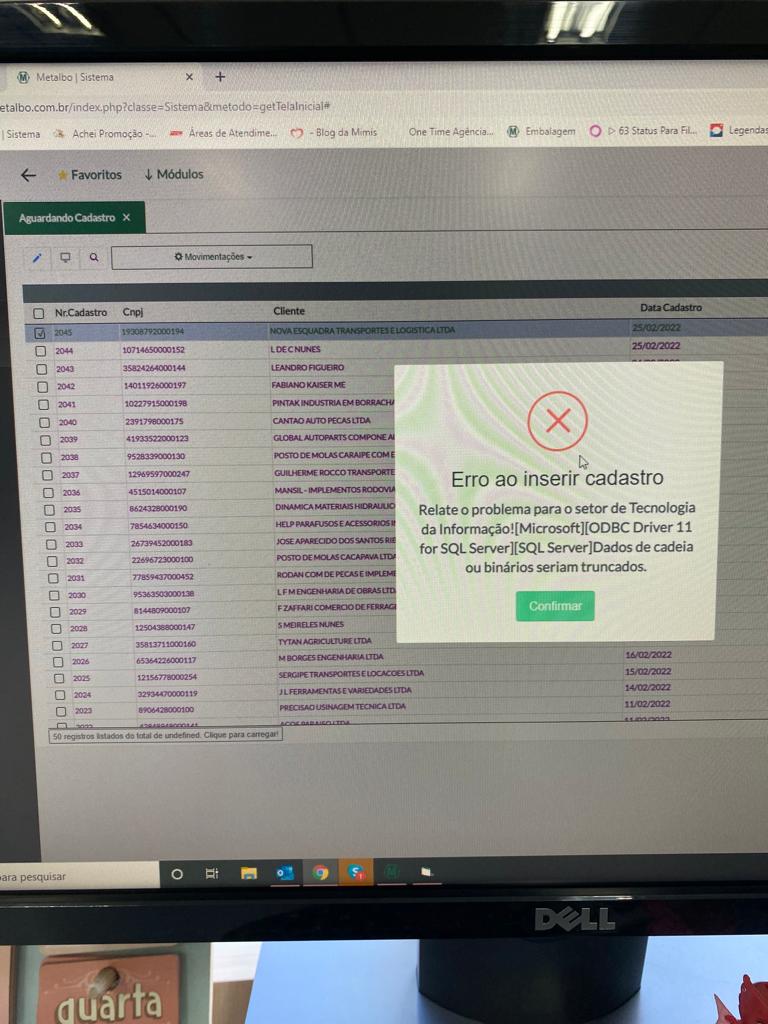 Metalbo | Sistema
etalbo.com.br/index.php?classe=Sistema&metodo=getTelaInicial#
| Sistema Achei Promoção -... Áreas de Atendime... - Blog da Mimis One Time Agência... Embalagem ▷ 63 Status Para Fil... Legendas
Favoritos Módulos
Aguardando Cadastro X
Movimentações
Nr.Cadastro Cnpj Cliente Data Cadastro
2045 19308792000194 NOVA ESQUADRA TRANSPORTES E LOGISTICA LTDA 25/02/2022
2044 10714650000152 L DE C NUNES 25/02/2022
2043 35824264000144 LEANDRO FIGUEIRO
2042 14011926000197 FABIANO KAISER ME
2041 10227915000198 PINTAK INDUSTRIA EM BORRACHA
2040 2391798000175 CANTAO AUTO PECAS LTDA
2039 41933522000123 GLOBAL AUTOPARTS COMPONE
2038 9528339000130 POSTO DE MOLAS CARAIPE COM E
2037 12969597000247 GUILHERME ROCCO TRANSPORTE
2036 4515014000107 MANSIL - IMPLEMENTOS RODOVIA
2035 8624328000190 DINAMICA MATERIAIS HIDRAULIC
2034 7854634000150 HELP PARAFUSOS E ACESSORIOS
2033 26739452000183 JOSE APARECIDO DOS SANTOS RIE
2032 22696723000100 POSTO DE MOLAS CACAPAVA LTDA
2031 77859437000452 RODAN COM DE PECAS E IMPLEME
2030 95363503000138 L F M ENGENHARIA DE OBRAS LTD
2029 8144809000107 F ZAFFARI COMERCIO DE FERRAG
2028 12504388000147 S MEIRELES NUNES
2027 35813711000160 TYTAN AGRICULTURE LTDA
2026 65364226000117 M BORGES ENGENHARIA LTDA 16/02/2022
2025 12156778000254 SERGIPE TRANSPORTES E LOCACOES LTDA 15/02/2022
2024 32934470000119 J L FERRAMENTAS E VARIEDADES LTDA 14/02/2022
2023 8906428000100 PRECISAO USINAGEM TECNICA LTDA 11/02/2022
50 registros listados do total de undefined. Clique para carregar!
Erro ao inserir cadastro
Relate o problema para o setor de Tecnologia
da Informação![Microsoft][ODBC Driver 11
for SQL Server][SQL Server]Dados de cadeia
ou binários seriam truncados.
Confirmar
para pesquisar
DELL
quarta